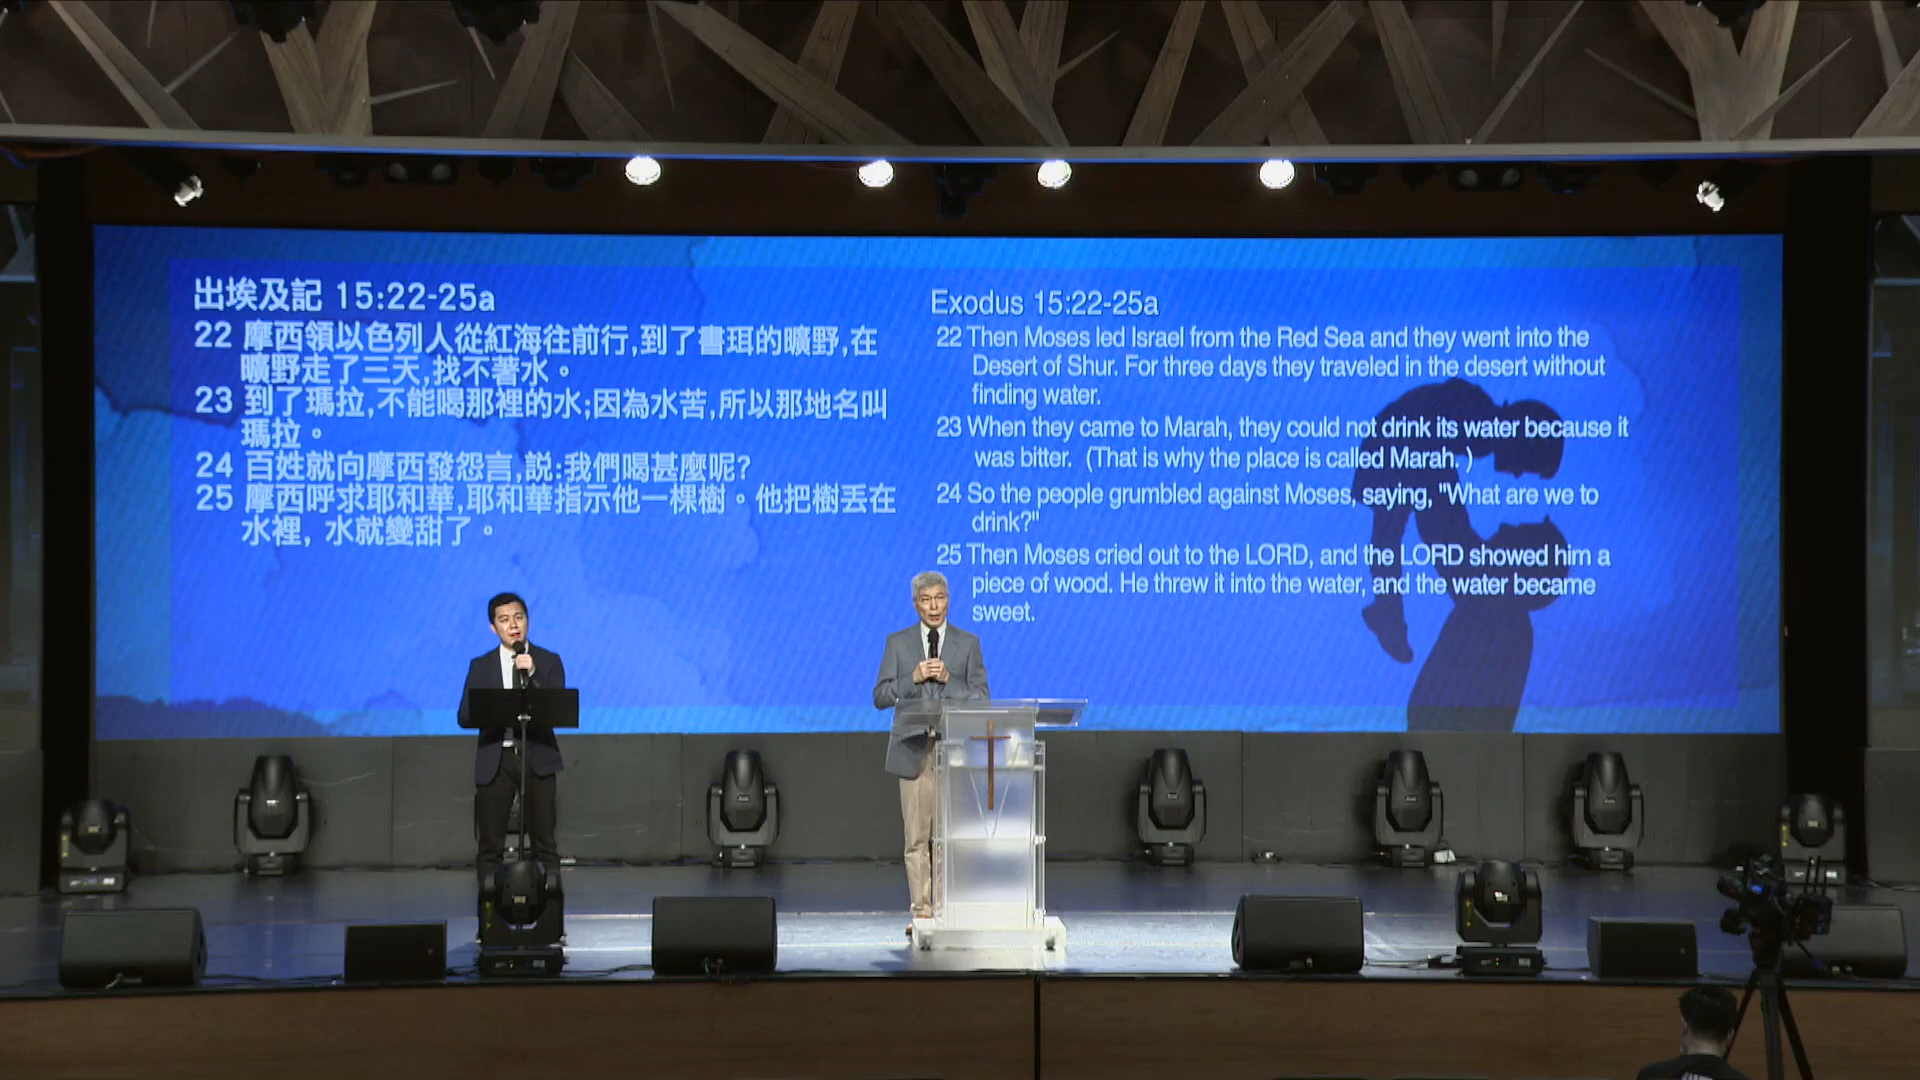 出埃及記 15:22-25a
22 摩西領以色列人從紅海往前行,到了書珥的曠野,在
曠野走了三天,找不著水。
23 到了瑪拉,不能喝那裡的水;因為水苦,所以那地名叫
瑪拉。
24 百姓就向摩西發怨言,説:我們喝甚麼呢?
25 摩西呼求耶和華,耶和華指示他一棵樹。他把樹丟在
水裡, 水就變甜了。
Exodus 15:22-25a
22 Then Moses led Israel from the Red Sea and they went into the
Desert of Shur. For three days they traveled in the desert without
finding water.
23 When they came to Marah, they could not drink its water because it
was bitter. (That is why the place is called Marah. )
24 So the people grumbled against Moses, saying, "What are we to
drink?"
25 Then Moses cried out to the LORD, and the LORD showed him a
piece of wood. He threw it into the water, and the water became
sweet.